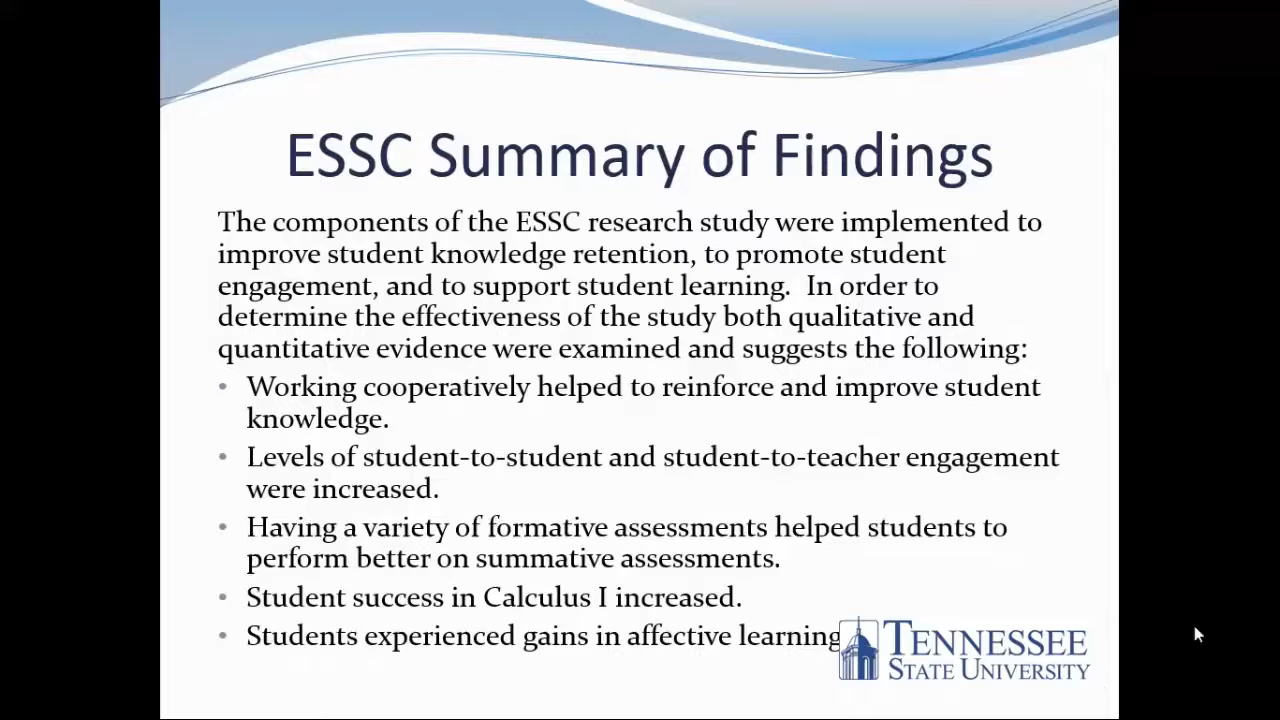 ESSC Summary of Findings
The components of the ESSC research study were implemented to
improve student knowledge retention, to promote student
engagement, and to support student learning.  In order to
determine the effectiveness of the study both qualitative and
quantitative evidence were examined and suggests the following:
• Working cooperatively helped to reinforce and improve student
knowledge.
• Levels of student-to-student and student-to-teacher engagement
were increased.
• Having a variety of formative assessments helped students to
perform better on summative assessments.
• Student success in Calculus I increased.
• Students experienced gains in affective learning
TENNESSEE
STATE UNIVERSITY